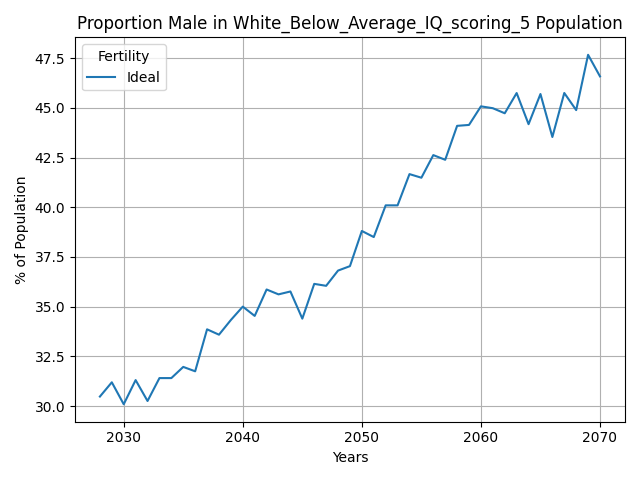 Proportion Male in White_Below_Average_IQ_scoring_5 Population
Fertility
Ideal
47.5
45.0
42.5
40.0
37.5
35.0
32.5
30.0
% of Population
2030 2040 2050 2060 2070
Years